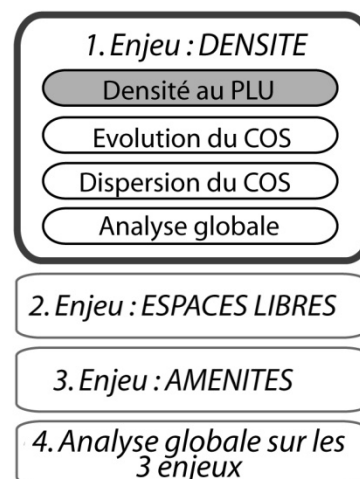 1. Enjeu : DENSITE
Densité au PLU
Evolution du COS
Dispersion du COS
Analyse globale
2. Enjeu : ESPACES LIBRES
3. Enjeu : AMENITES
4. Analyse globale sur les
3 enjeux